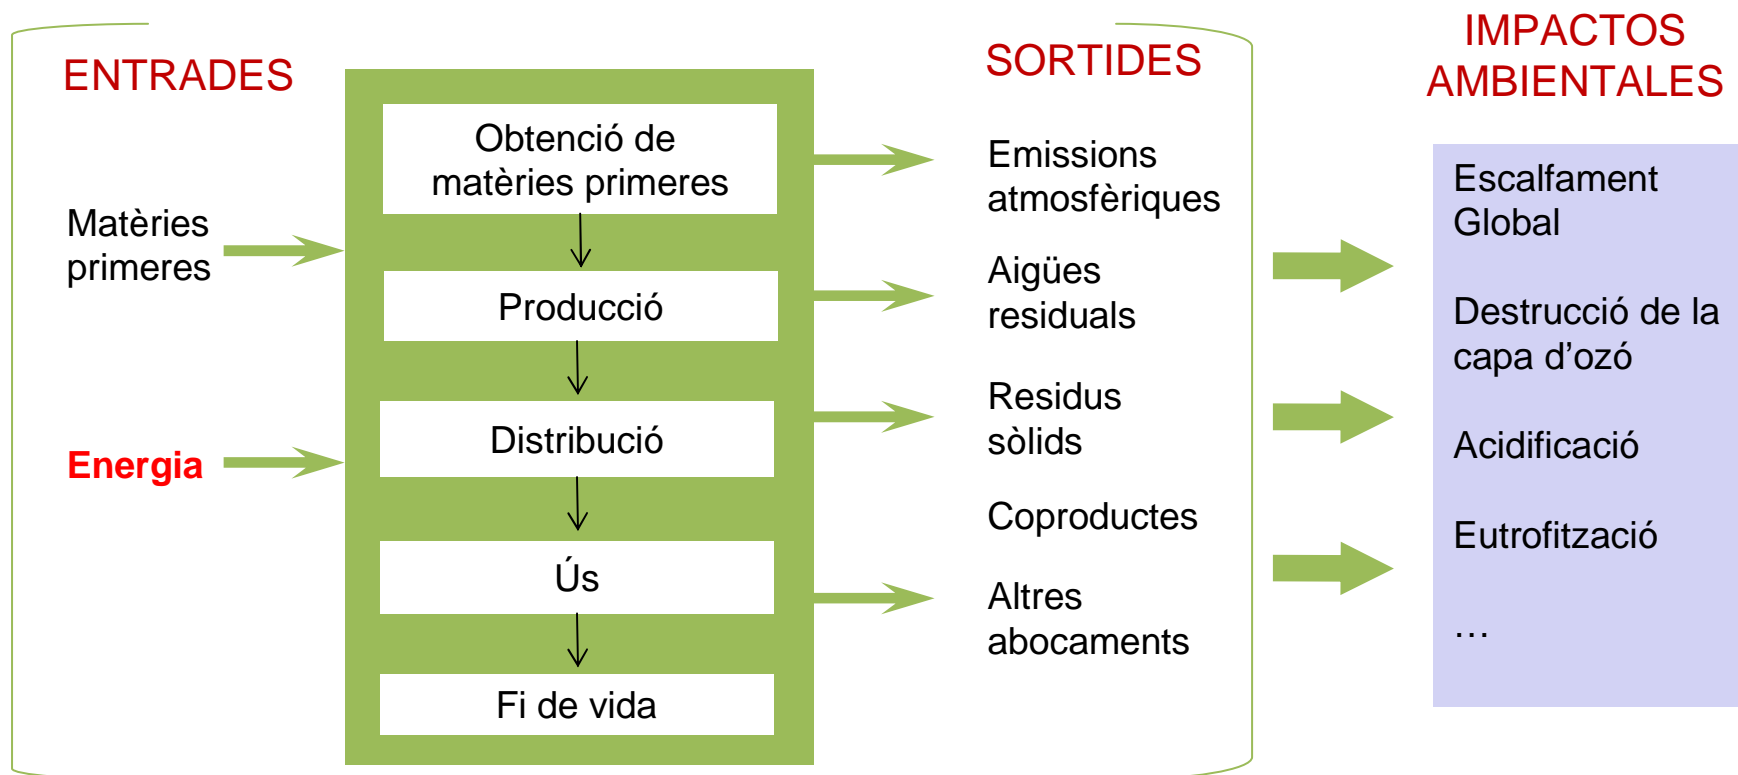 ENTRADES
Matèries
primeres
Energia
Obtenció de
matèries primeres
Producció
Distribució
Ús
Fi de vida
SORTIDES
Emissions
atmosfèriques
Aigües
residuals
Residus
sòlids
Coproductes
Altres
abocaments
IMPACTOS
AMBIENTALES
Escalfament
Global
Destrucció de la
capa d’ozó
Acidificació
Eutrofització
…